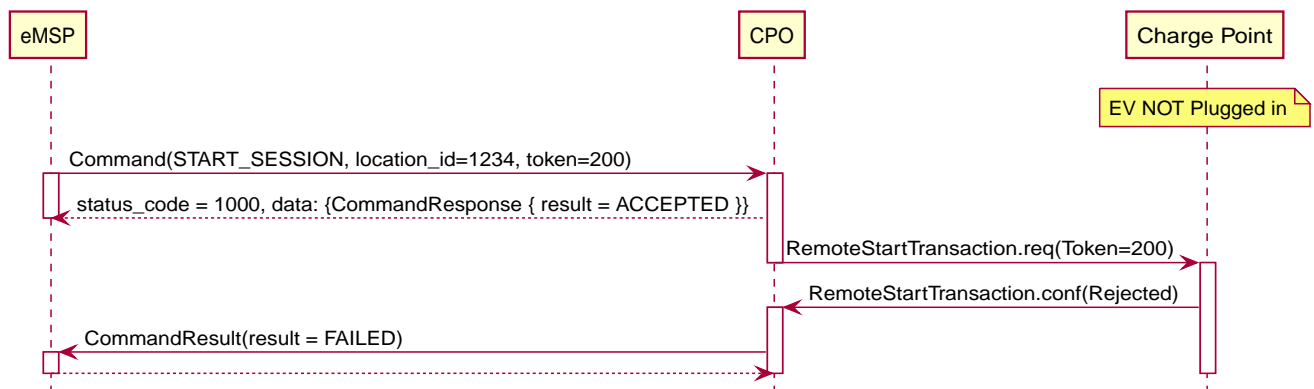 eMSP
CPO
Charge Point
EV NOT Plugged in
Command(START_SESSION, location_id=1234, token=200)
status_code = 1000, data: {CommandResponse { result = ACCEPTED }}
RemoteStartTransaction.req(Token=200)
RemoteStartTransaction.conf(Rejected)
CommandResult(result = FAILED)